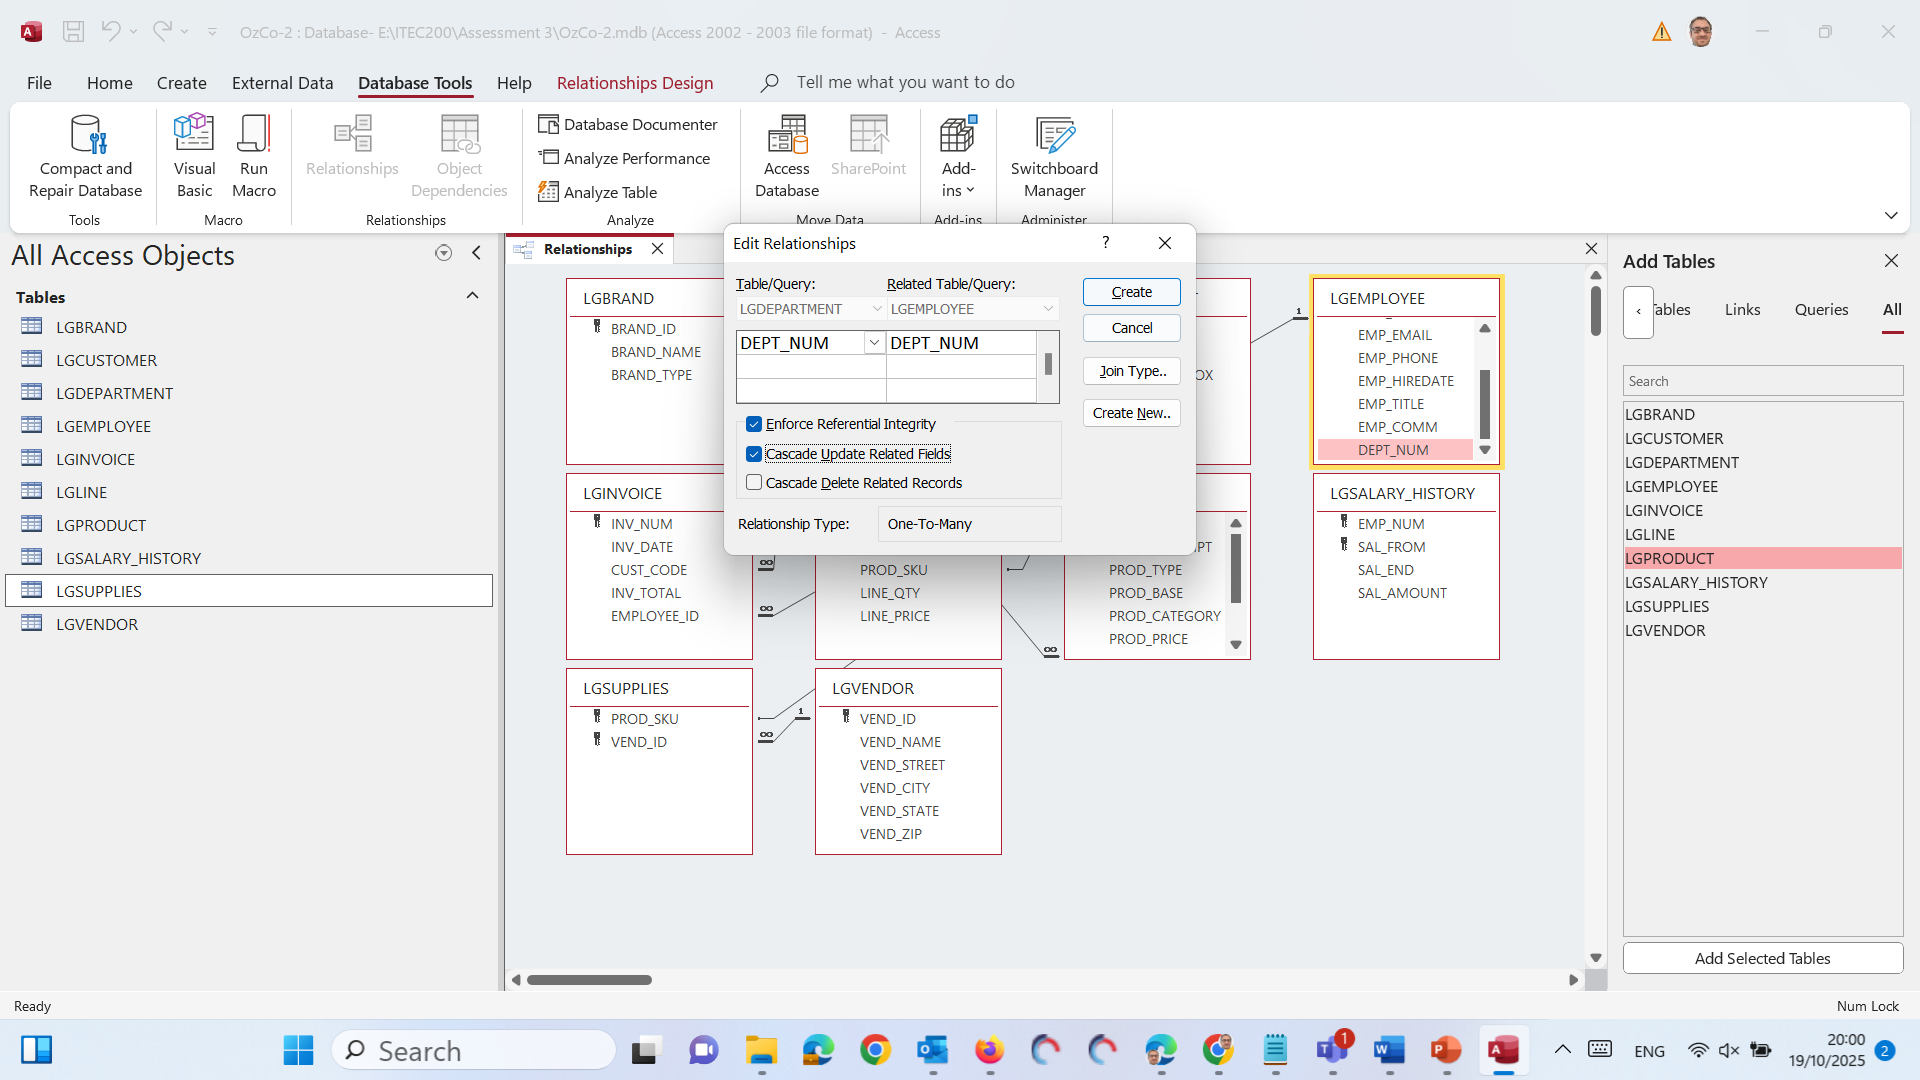 OzCo-2 : Database- E:\ITEC200\Assessment 3\OzCo-2.mdb (Access 2002 - 2003 file format) - Access
File Home Create External Data Database Tools Help Relationships Design Tell me what you want to do
Compact and Repair Database
Tools
Visual Basic
Run Macro
Macro
Relationships
Object Dependencies
Relationships
Database Documenter
Analyze Performance
Analyze Table
Analyze
Access Database
SharePoint
Move Data
Add-ins
Add-ins
Switchboard Manager
Administer
All Access Objects
Tables
LGBRAND
LGCUSTOMER
LGDEPARTMENT
LGEMPLOYEE
LGINVOICE
LGLINE
LGPRODUCT
LGSALARY_HISTORY
LGSUPPLIES
LGVENDOR
Relationships
LGBRAND
BRAND_ID
BRAND_NAME
BRAND_TYPE
Edit Relationships
?
Table/Query: Related Table/Query:
LGDEPARTMENT LGEMPLOYEE
DEPT_NUM DEPT_NUM
Enforce Referential Integrity
Cascade Update Related Fields
Cascade Delete Related Records
Relationship Type: One-To-Many
Create
Cancel
Join Type..
Create New..
OX
1
LGEMPLOYEE
EMP_EMAIL
EMP_PHONE
EMP_HIREDATE
EMP_TITLE
EMP_COMM
DEPT_NUM
LGINVOICE
INV_NUM
INV_DATE
CUST_CODE
INV_TOTAL
EMPLOYEE_ID
∞
∞
PROD_SKU
LINE_QTY
LINE_PRICE
∞
PT
PROD_TYPE
PROD_BASE
PROD_CATEGORY
PROD_PRICE
LGSALARY_HISTORY
EMP_NUM
SAL_FROM
SAL_END
SAL_AMOUNT
LGSUPPLIES
PROD_SKU
VEND_ID
1
∞
LGVENDOR
VEND_ID
VEND_NAME
VEND_STREET
VEND_CITY
VEND_STATE
VEND_ZIP
Add Tables
ables Links Queries All
Search
LGBRAND
LGCUSTOMER
LGDEPARTMENT
LGEMPLOYEE
LGINVOICE
LGLINE
LGPRODUCT
LGSALARY_HISTORY
LGSUPPLIES
LGVENDOR
Add Selected Tables
Ready
Num Lock
Search
1
ENG
20:00
19/10/2025
2